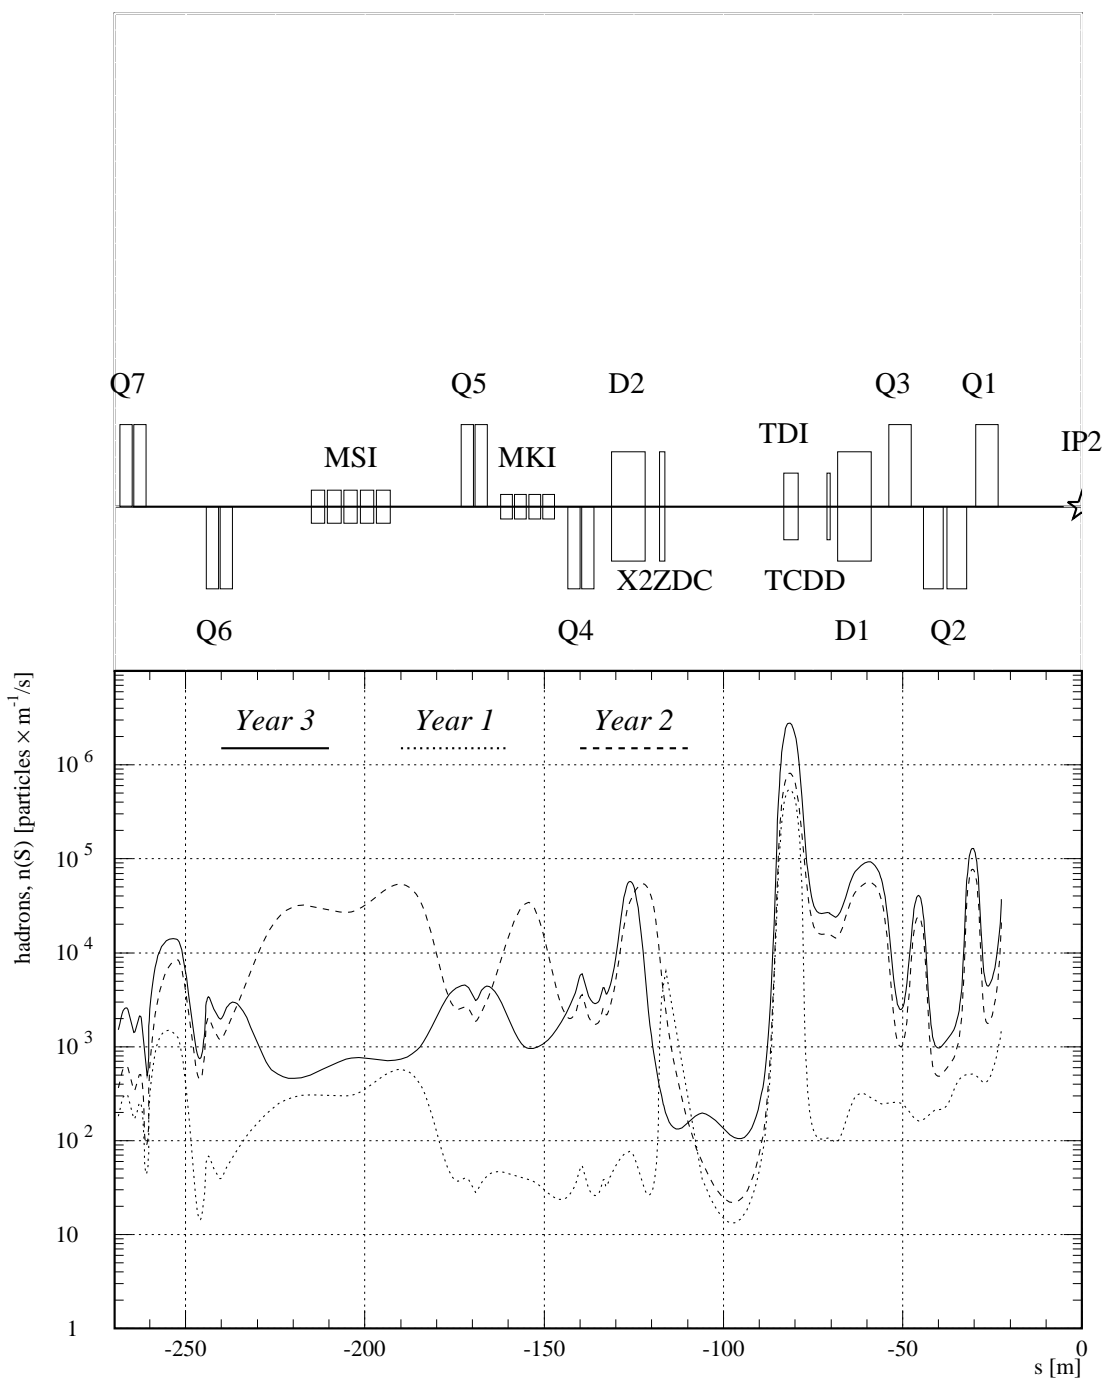 Q7 Q5 D2 Q3 Q1
TDI IP2
MSI MKI
X2ZDC TCDD
Q6 Q4 D1 Q2
hadrons, n(S) [particles × m⁻¹/s]
Year 3 Year 1 Year 2
10⁶
10⁵
10⁴
10³
10²
10
1
-250 -200 -150 -100 -50 0
s [m]